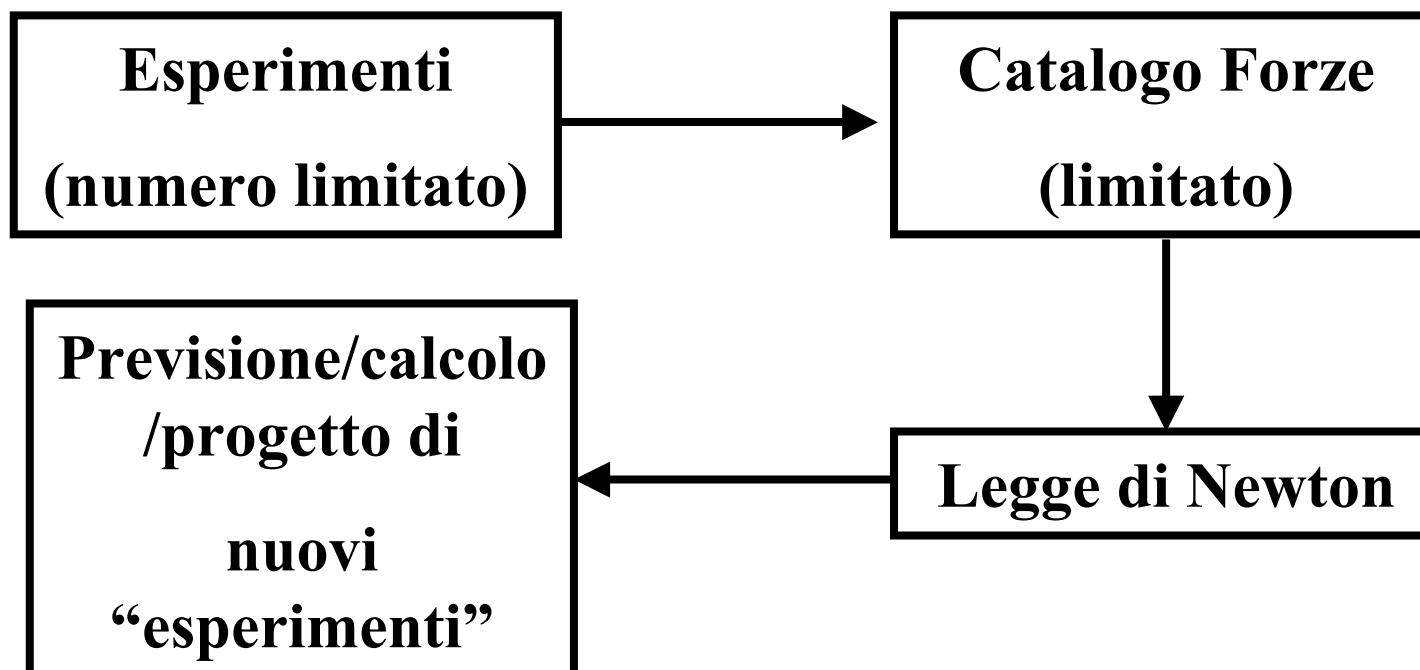 Esperimenti
(numero limitato)
Catalogo Forze
(limitato)
Legge di Newton
Previsione/calcolo
/progetto di
nuovi
“esperimenti”